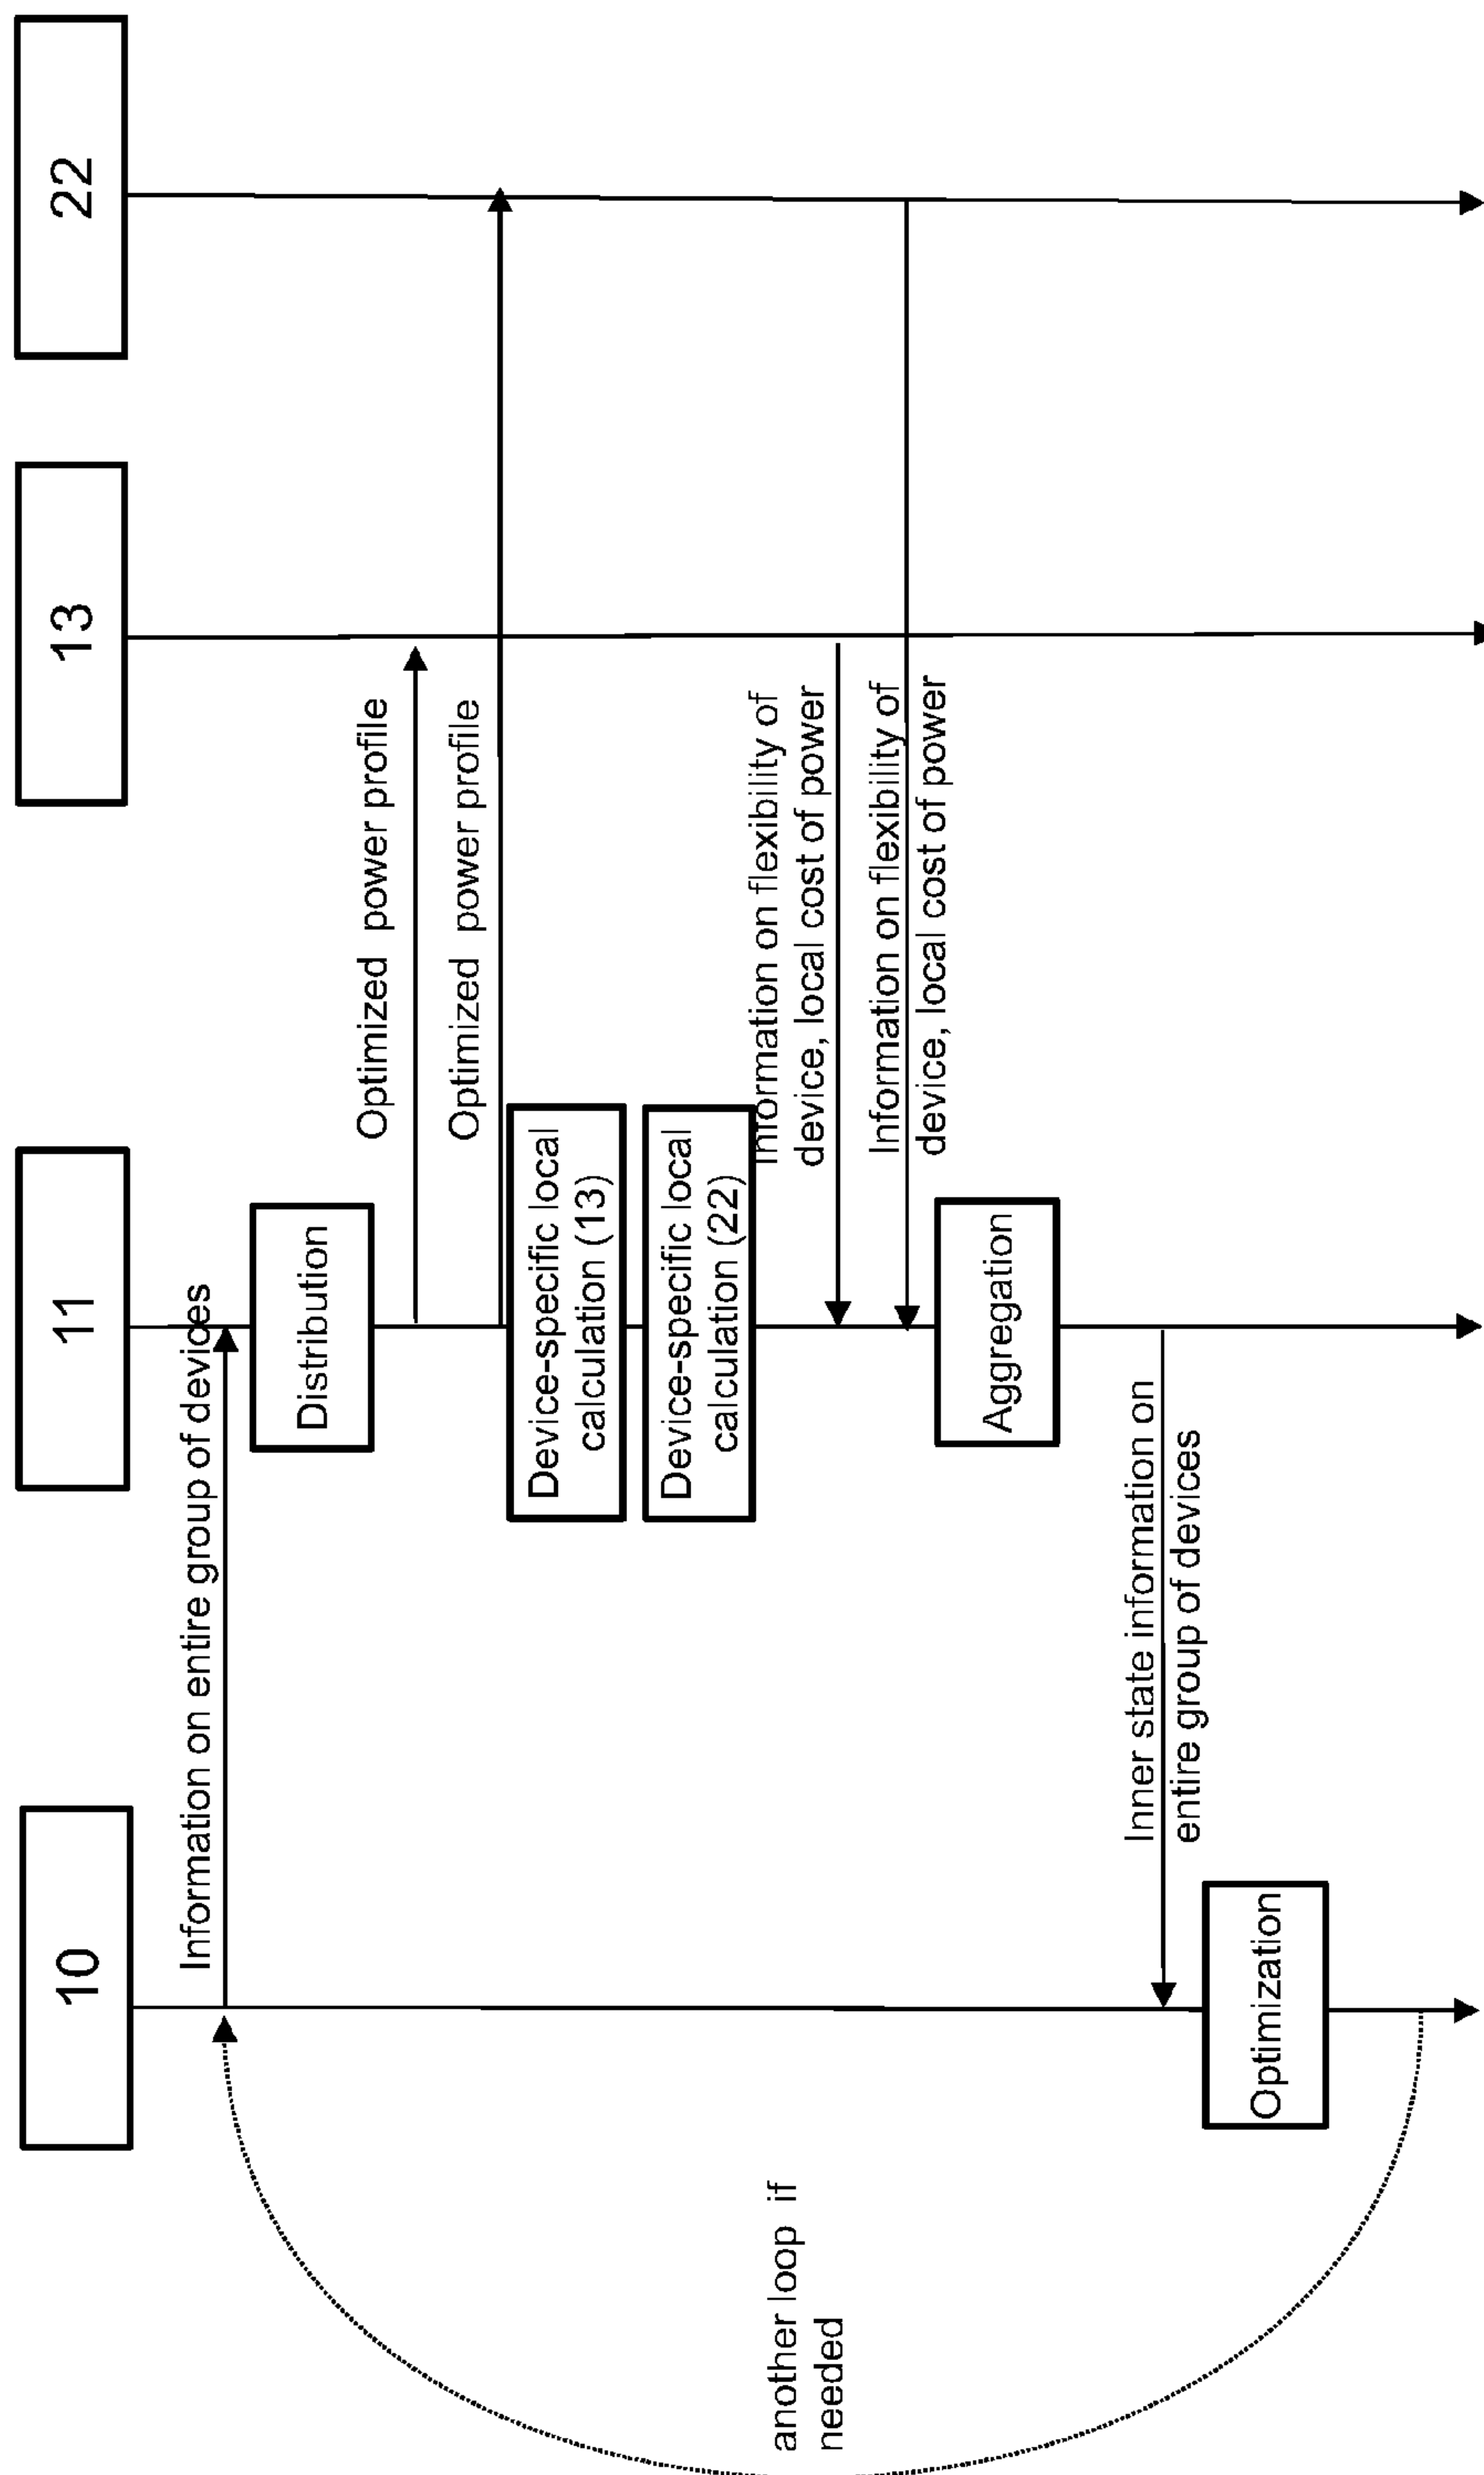 10
11
13
22
Information on entire group of devices
Distribution
Optimized power profile
Optimized power profile
Device-specific local
calculation (13)
Device-specific local
calculation (22)
Information on flexibility of
device, local cost of power
Information on flexibility of
device, local cost of power
Aggregation
Inner state information on
entire group of devices
Optimization
another loop if
needed